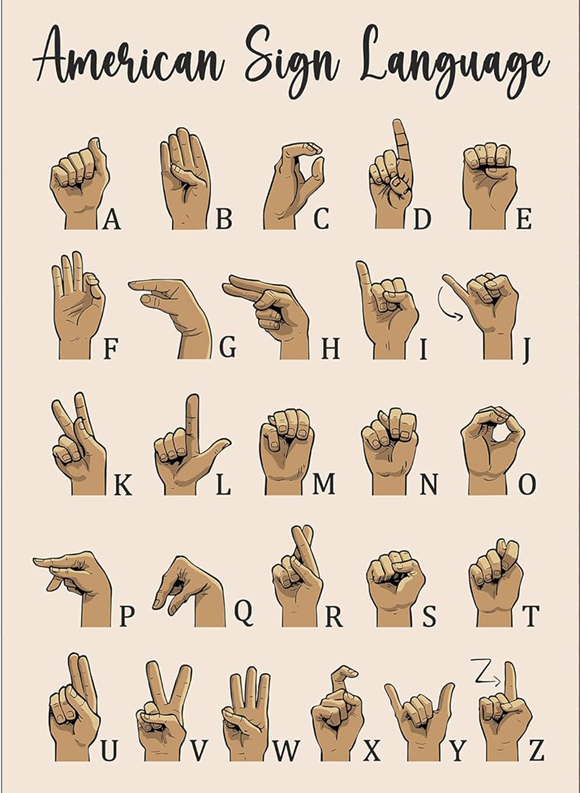 American Sign Language
A B C D E
F G H I J
K L M N O
P Q R S T
Z
U V W X Y Z